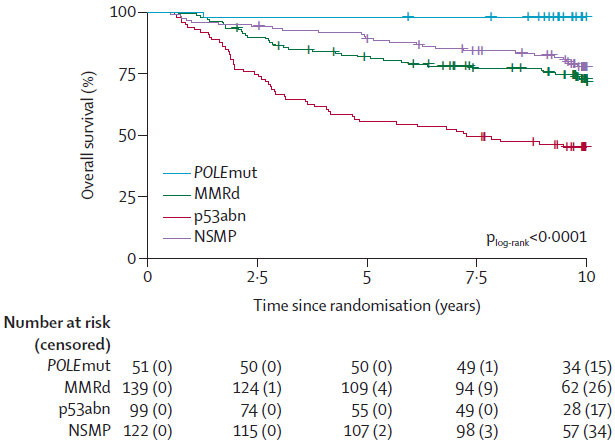 100
75
50
25
0
Overall survival (%)
POLEmut
MMRd
p53abn
NSMP
Plog-rank<0·0001
0 2·5 5 7·5 10
Time since randomisation (years)
Number at risk
(censored)
POLEmut 51 (0) 50 (0) 50 (0) 49 (1) 34 (15)
MMRd 139 (0) 124 (1) 109 (4) 94 (9) 62 (26)
p53abn 99 (0) 74 (0) 55 (0) 49 (0) 28 (17)
NSMP 122 (0) 115 (0) 107 (2) 98 (3) 57 (34)